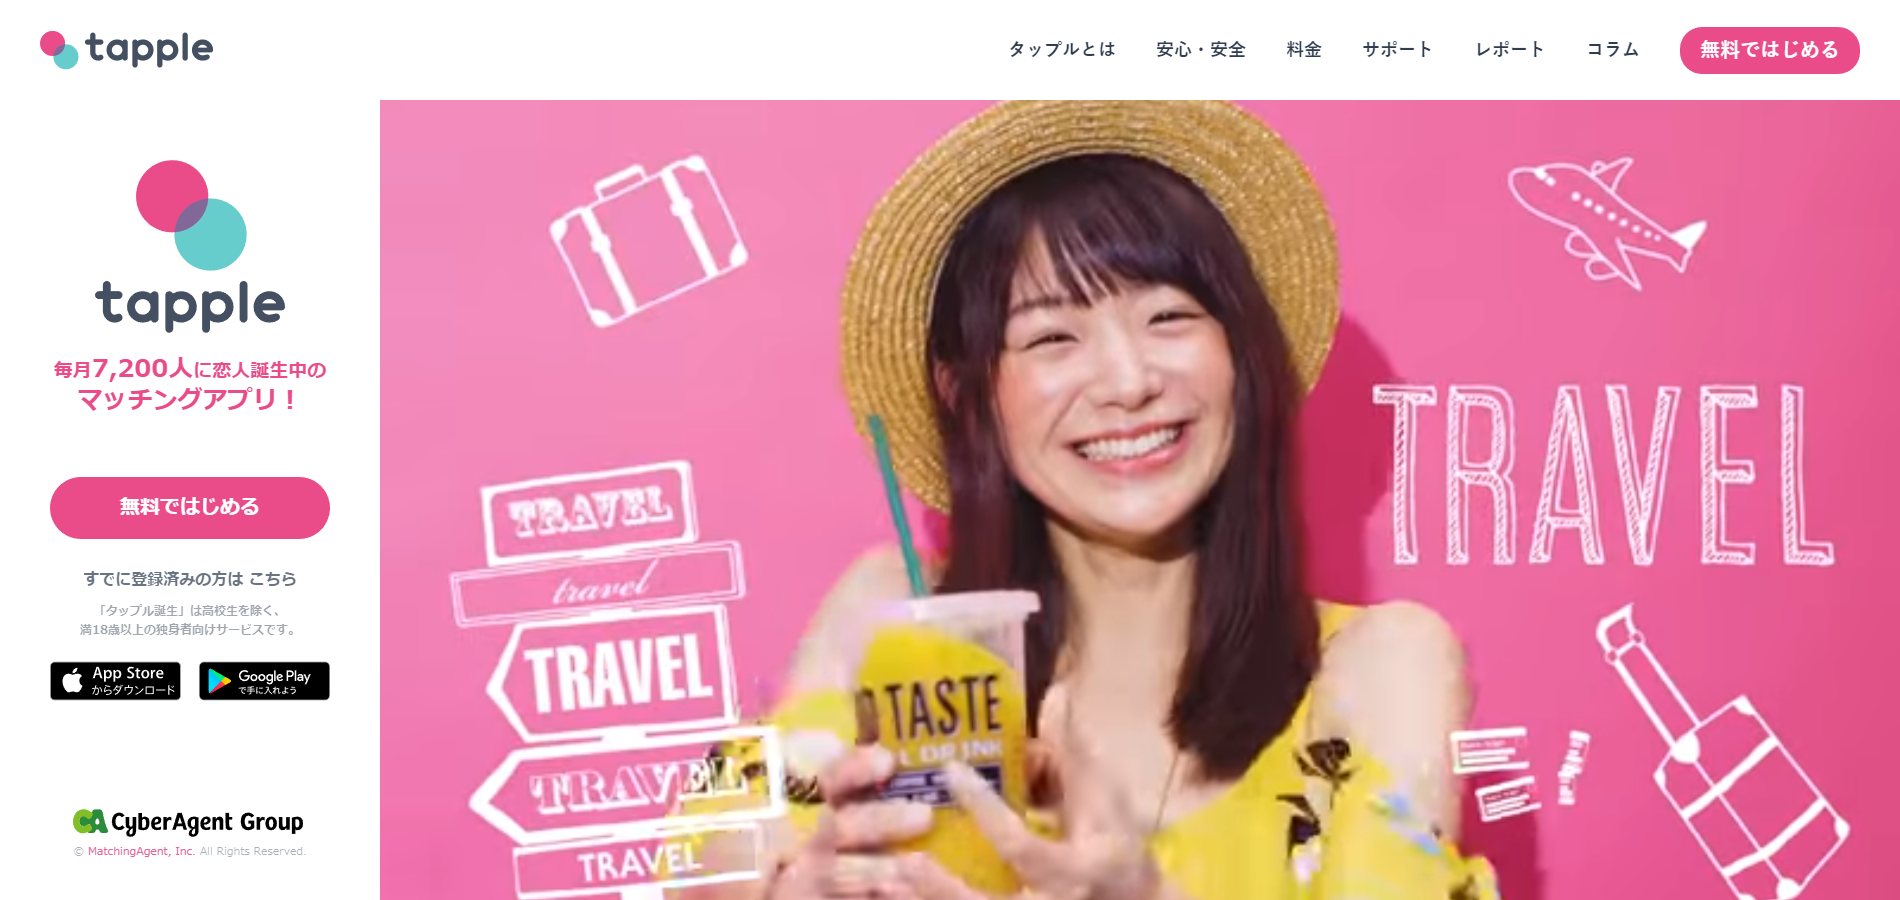 tapple
タップルとは 安心・安全 料金 サポート レポート コラム 無料ではじめる
tapple
毎月7,200人に恋人誕生中の
マッチングアプリ！
無料ではじめる
すでに登録済みの方は こちら
「タップル誕生」は高校生を除く、
満18歳以上の独身者向けサービスです。
App Store
からダウンロード
Google Play
で手に入れよう
CyberAgent Group
© MatchingAgent, Inc. All Rights Reserved.
TRAVEL
TRAVEL
travel
TRAVEL
TRAVEL
TRAVEL
TASTE
DRINK